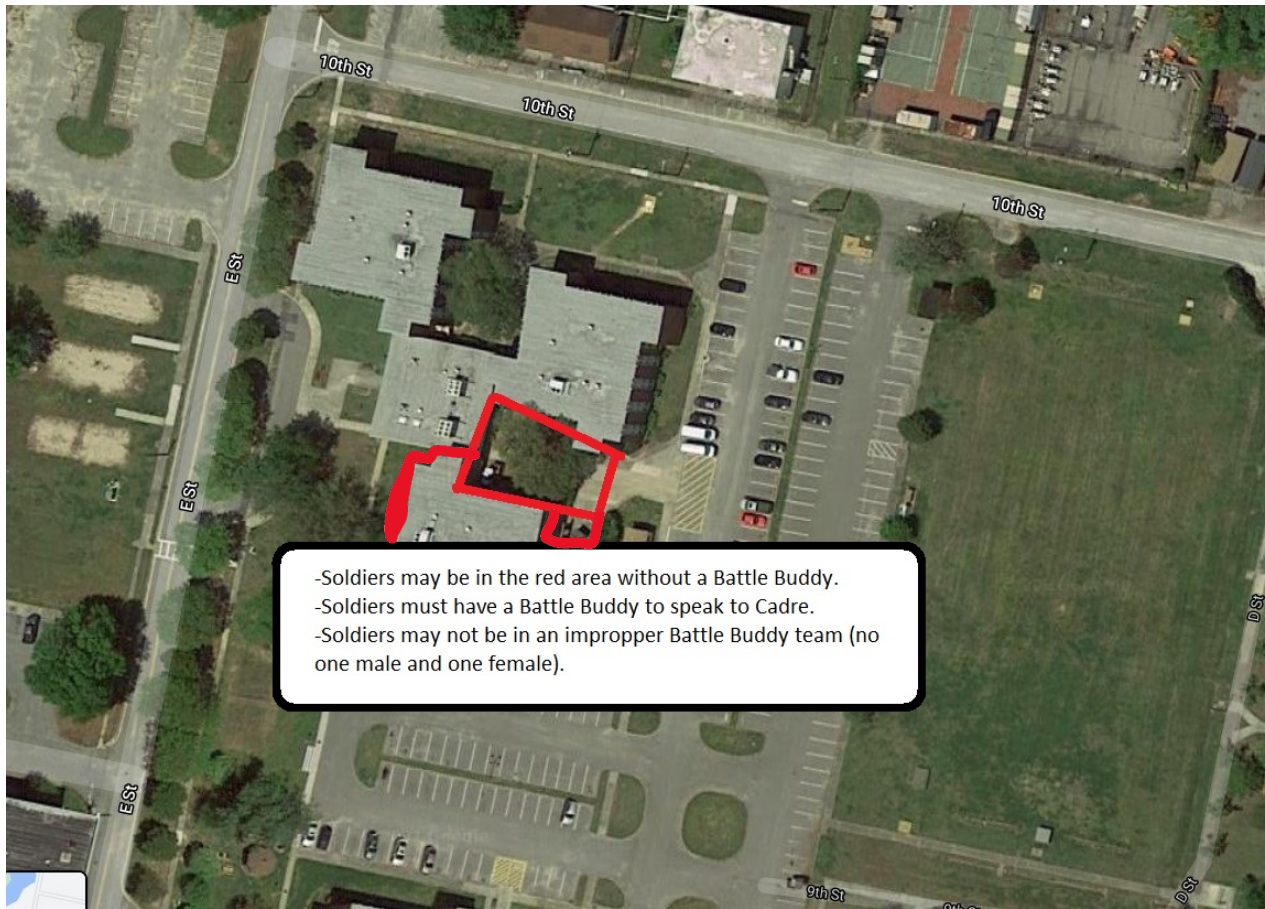 10th St
10th St
10th St
E St
E St
D St
-Soldiers may be in the red area without a Battle Buddy.
-Soldiers must have a Battle Buddy to speak to Cadre.
-Soldiers may not be in an impropper Battle Buddy team (no
one male and one female).
E St
9th St
D St